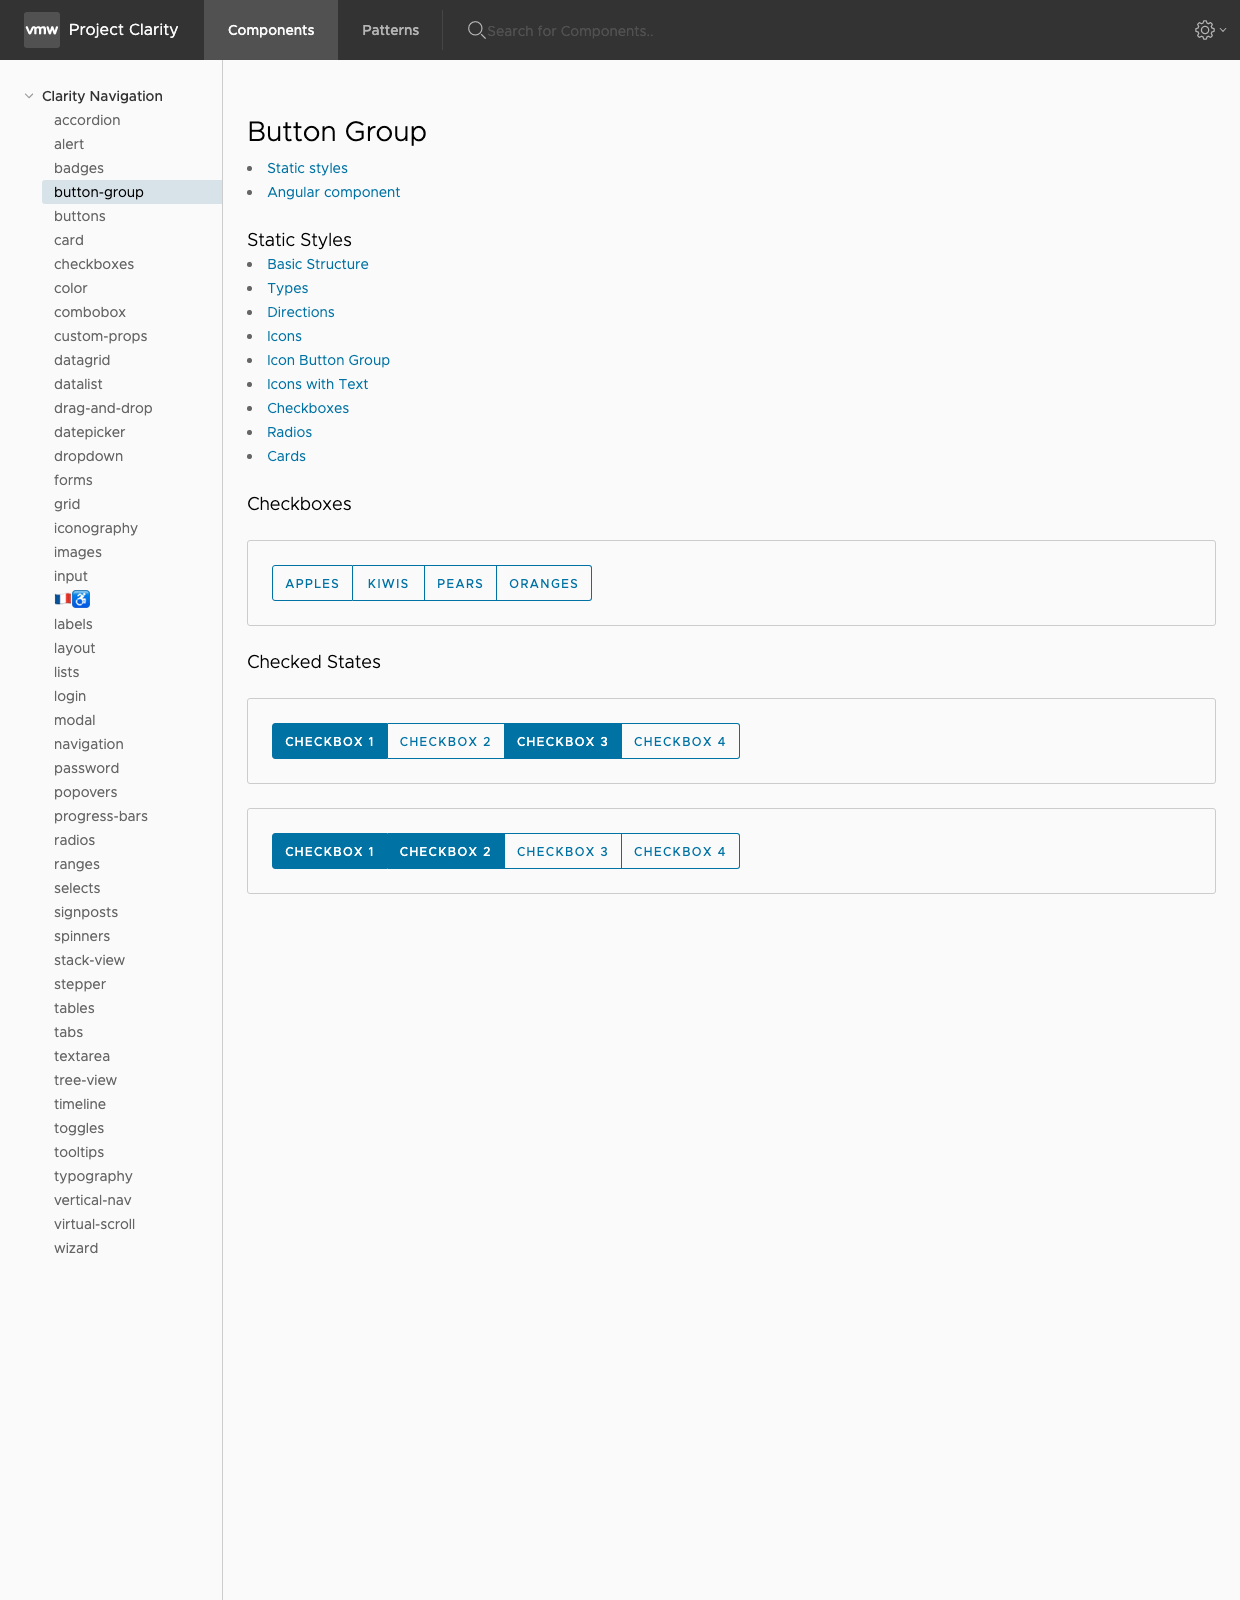 vmw Project Clarity Components Patterns Search for Components..
Clarity Navigation
accordion
alert
badges
button-group
buttons
card
checkboxes
color
combobox
custom-props
datagrid
datalist
drag-and-drop
datepicker
dropdown
forms
grid
iconography
images
input
🇫🇷♿
labels
layout
lists
login
modal
navigation
password
popovers
progress-bars
radios
ranges
selects
signposts
spinners
stack-view
stepper
tables
tabs
textarea
tree-view
timeline
toggles
tooltips
typography
vertical-nav
virtual-scroll
wizard
Button Group
Static styles
Angular component
Static Styles
Basic Structure
Types
Directions
Icons
Icon Button Group
Icons with Text
Checkboxes
Radios
Cards
Checkboxes
APPLES KIWIS PEARS ORANGES
Checked States
CHECKBOX 1 CHECKBOX 2 CHECKBOX 3 CHECKBOX 4
CHECKBOX 1 CHECKBOX 2 CHECKBOX 3 CHECKBOX 4